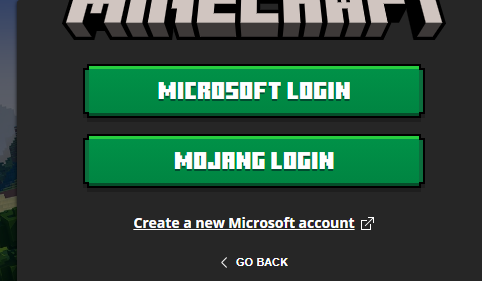 MINECRAFT
MICROSOFT LOGIN
MOJANG LOGIN
Create a new Microsoft account
GO BACK